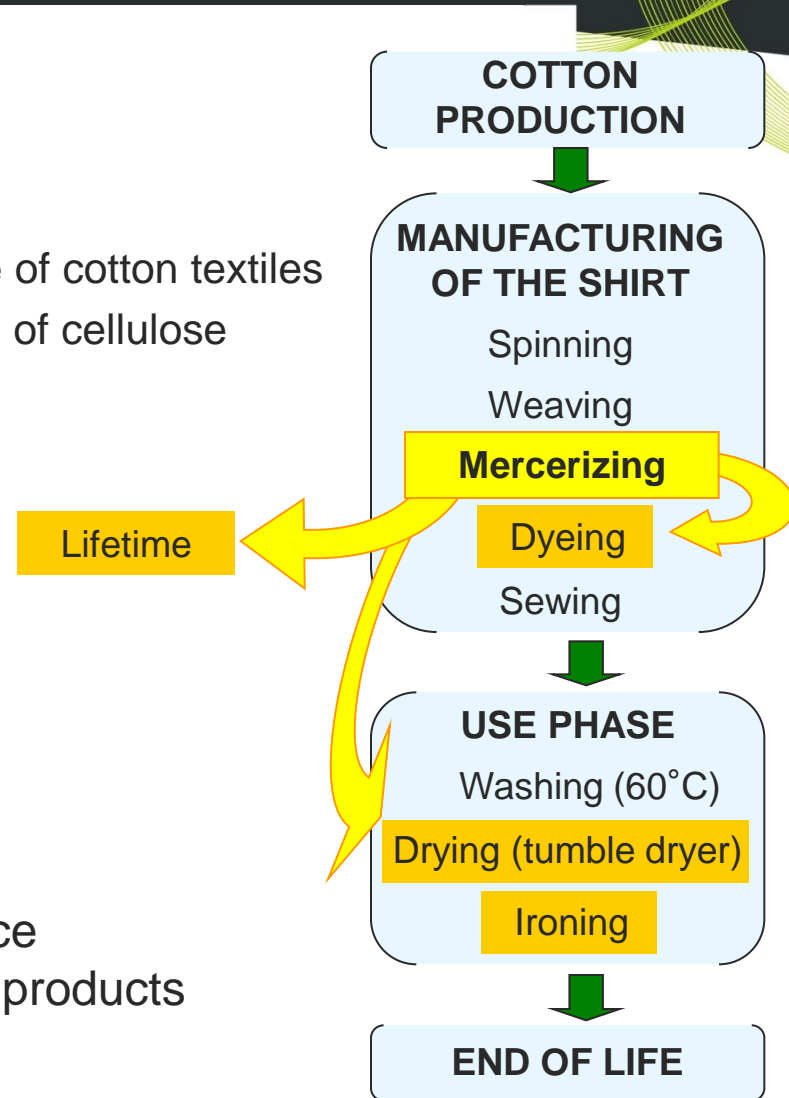 COTTON
PRODUCTION
MANUFACTURING
OF THE SHIRT
of cotton textiles
of cellulose
Spinning
Weaving
Mercerizing
Lifetime
Dyeing
Sewing
USE PHASE
Washing (60°C)
Drying (tumble dryer)
Ironing
products
END OF LIFE